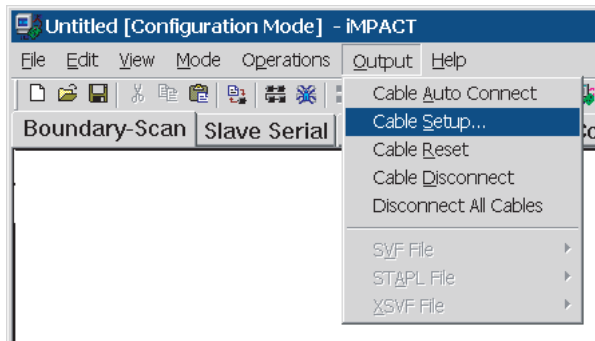 Untitled [Configuration Mode] - iMPACT
File Edit View Mode Operations Output Help
Boundary-Scan Slave Serial
Cable Auto Connect
Cable Setup...
Cable Reset
Cable Disconnect
Disconnect All Cables
SVF File
STAPL File
XSVF File